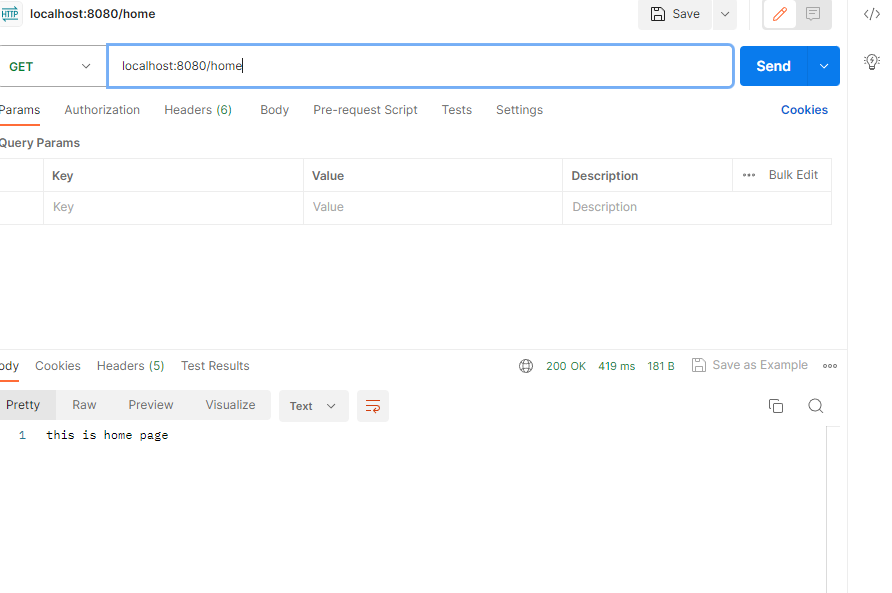 HTTP localhost:8080/home Save
GET localhost:8080/home Send
Params Authorization Headers (6) Body Pre-request Script Tests Settings Cookies
Query Params
Key Value Description ••• Bulk Edit
Key Value Description
ody Cookies Headers (5) Test Results 200 OK 419 ms 181 B Save as Example
Pretty Raw Preview Visualize Text
1 this is home page